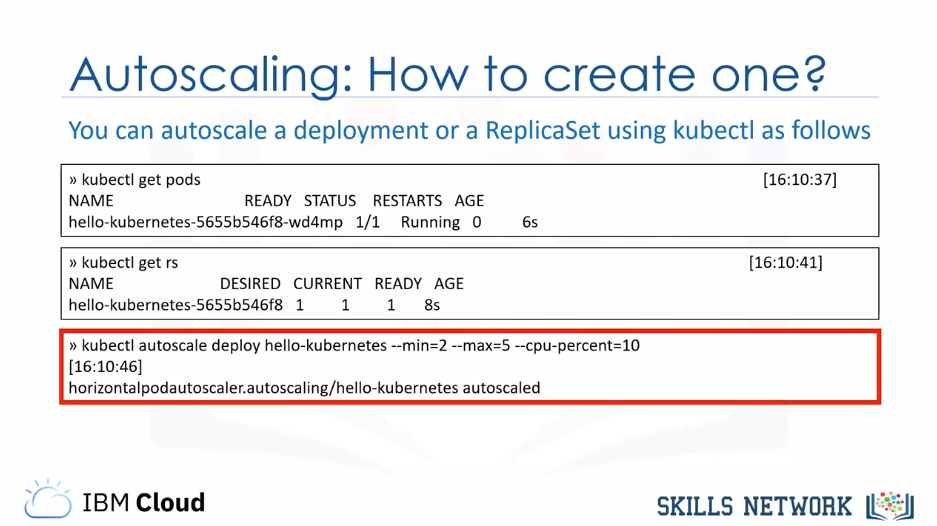 Autoscaling: How to create one?
You can autoscale a deployment or a ReplicaSet using kubectl as follows
» kubectl get pods [16:10:37]
NAME READY STATUS RESTARTS AGE
hello-kubernetes-5655b546f8-wd4mp 1/1 Running 0 6s
» kubectl get rs [16:10:41]
NAME DESIRED CURRENT READY AGE
hello-kubernetes-5655b546f8 1 1 1 8s
» kubectl autoscale deploy hello-kubernetes --min=2 --max=5 --cpu-percent=10
[16:10:46]
horizontalpodautoscaler.autoscaling/hello-kubernetes autoscaled
IBM Cloud
SKILLS NETWORK